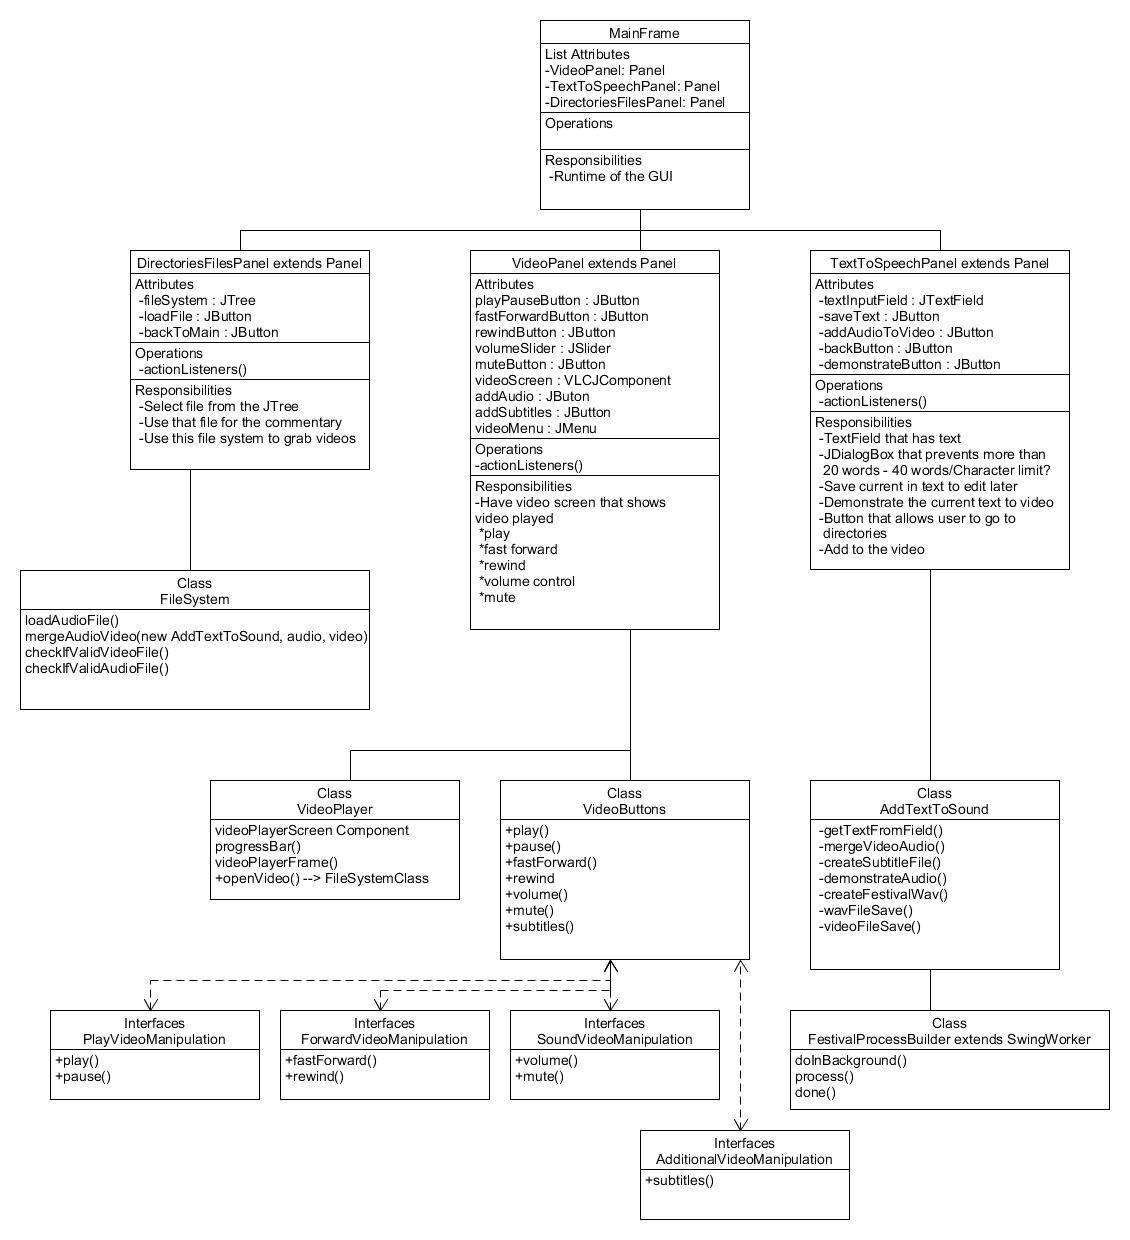 MainFrame
List Attributes
-VideoPanel: Panel
-TextToSpeechPanel: Panel
-DirectoriesFilesPanel: Panel
Operations
Responsibilities
-Runtime of the GUI
DirectoriesFilesPanel extends Panel
Attributes
-fileSystem : JTree
-loadFile : JButton
-backToMain : JButton
Operations
-actionListeners()
Responsibilities
-Select file from the JTree
-Use that file for the commentary
-Use this file system to grab videos
VideoPanel extends Panel
Attributes
playPauseButton : JButton
fastForwardButton : JButton
rewindButton : JButton
volumeSlider : JSlider
muteButton : JButton
videoScreen : VLCJComponent
addAudio : JButon
addSubtitles : JButton
videoMenu : JMenu
Operations
-actionListeners()
Responsibilities
-Have video screen that shows
video played
*play
*fast forward
*rewind
*volume control
*mute
TextToSpeechPanel extends Panel
Attributes
-textInputField : JTextField
-saveText : JButton
-addAudioToVideo : JButton
-backButton : JButton
-demonstrateButton : JButton
Operations
-actionListeners()
Responsibilities
-TextField that has text
-JDialogBox that prevents more than
20 words - 40 words/Character limit?
-Save current in text to edit later
-Demonstrate the current text to video
-Button that allows user to go to
directories
-Add to the video
Class
FileSystem
loadAudioFile()
mergeAudioVideo(new AddTextToSound, audio, video)
checkIfValidVideoFile()
checkIfValidAudioFile()
Class
VideoPlayer
videoPlayerScreen Component
progressBar()
videoPlayerFrame()
+openVideo() --> FileSystemClass
Class
VideoButtons
+play()
+pause()
+fastForward()
+rewind
+volume()
+mute()
+subtitles()
Class
AddTextToSound
-getTextFromField()
-mergeVideoAudio()
-createSubtitleFile()
-demonstrateAudio()
-createFestivalWav()
-wavFileSave()
-videoFileSave()
Interfaces
PlayVideoManipulation
+play()
+pause()
Interfaces
ForwardVideoManipulation
+fastForward()
+rewind()
Interfaces
SoundVideoManipulation
+volume()
+mute()
Class
FestivalProcessBuilder extends SwingWorker
doInBackground()
process()
done()
Interfaces
AdditionalVideoManipulation
+subtitles()